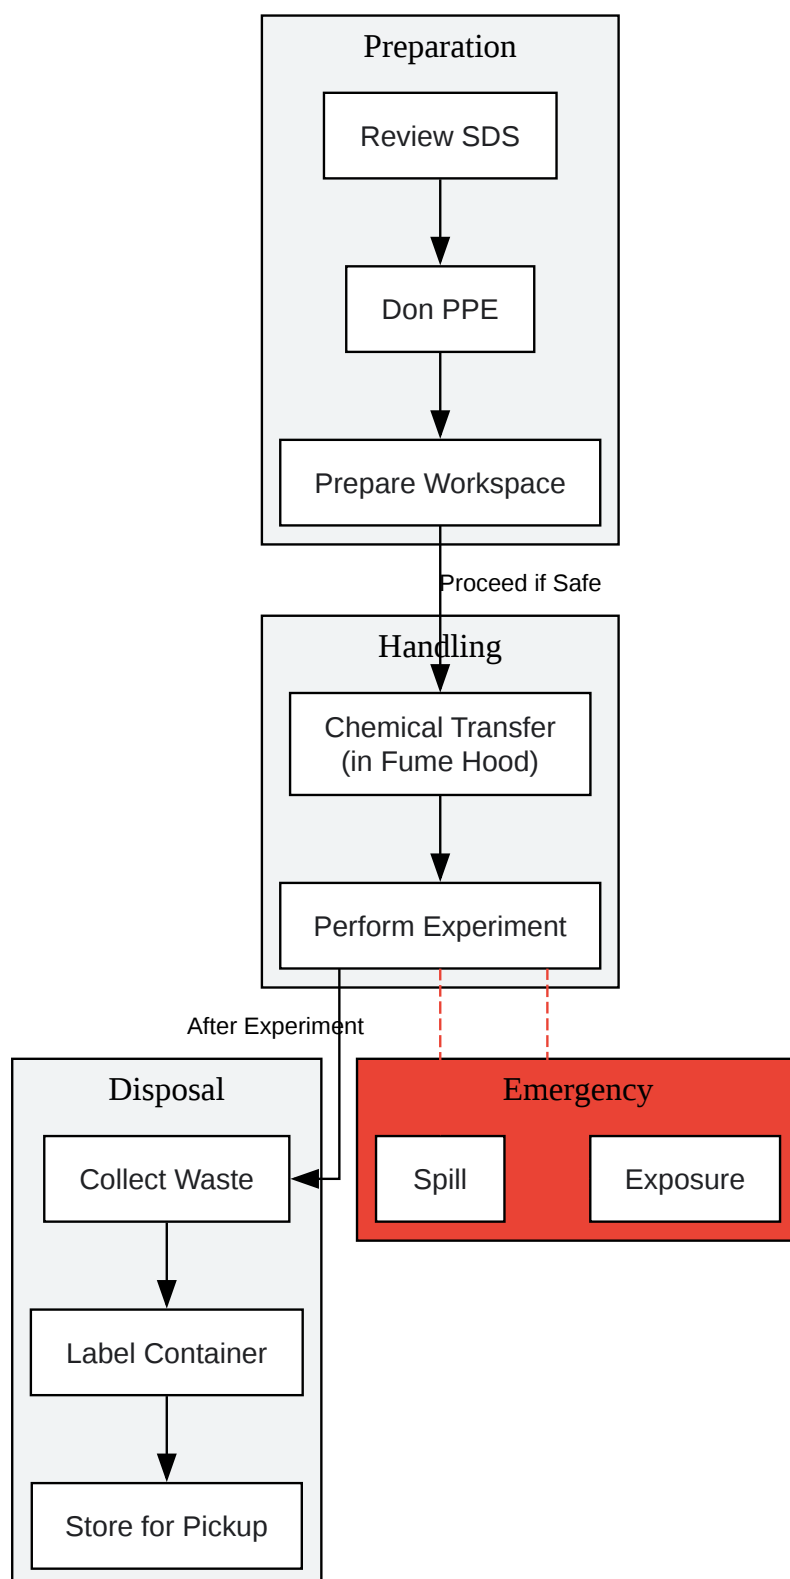 Preparation
Review SDS
Don PPE
Prepare Workspace
Proceed if Safe
Handling
Chemical Transfer
(in Fume Hood)
Perform Experiment
After Experiment
Disposal
Collect Waste
Label Container
Store for Pickup
Emergency
Spill
Exposure